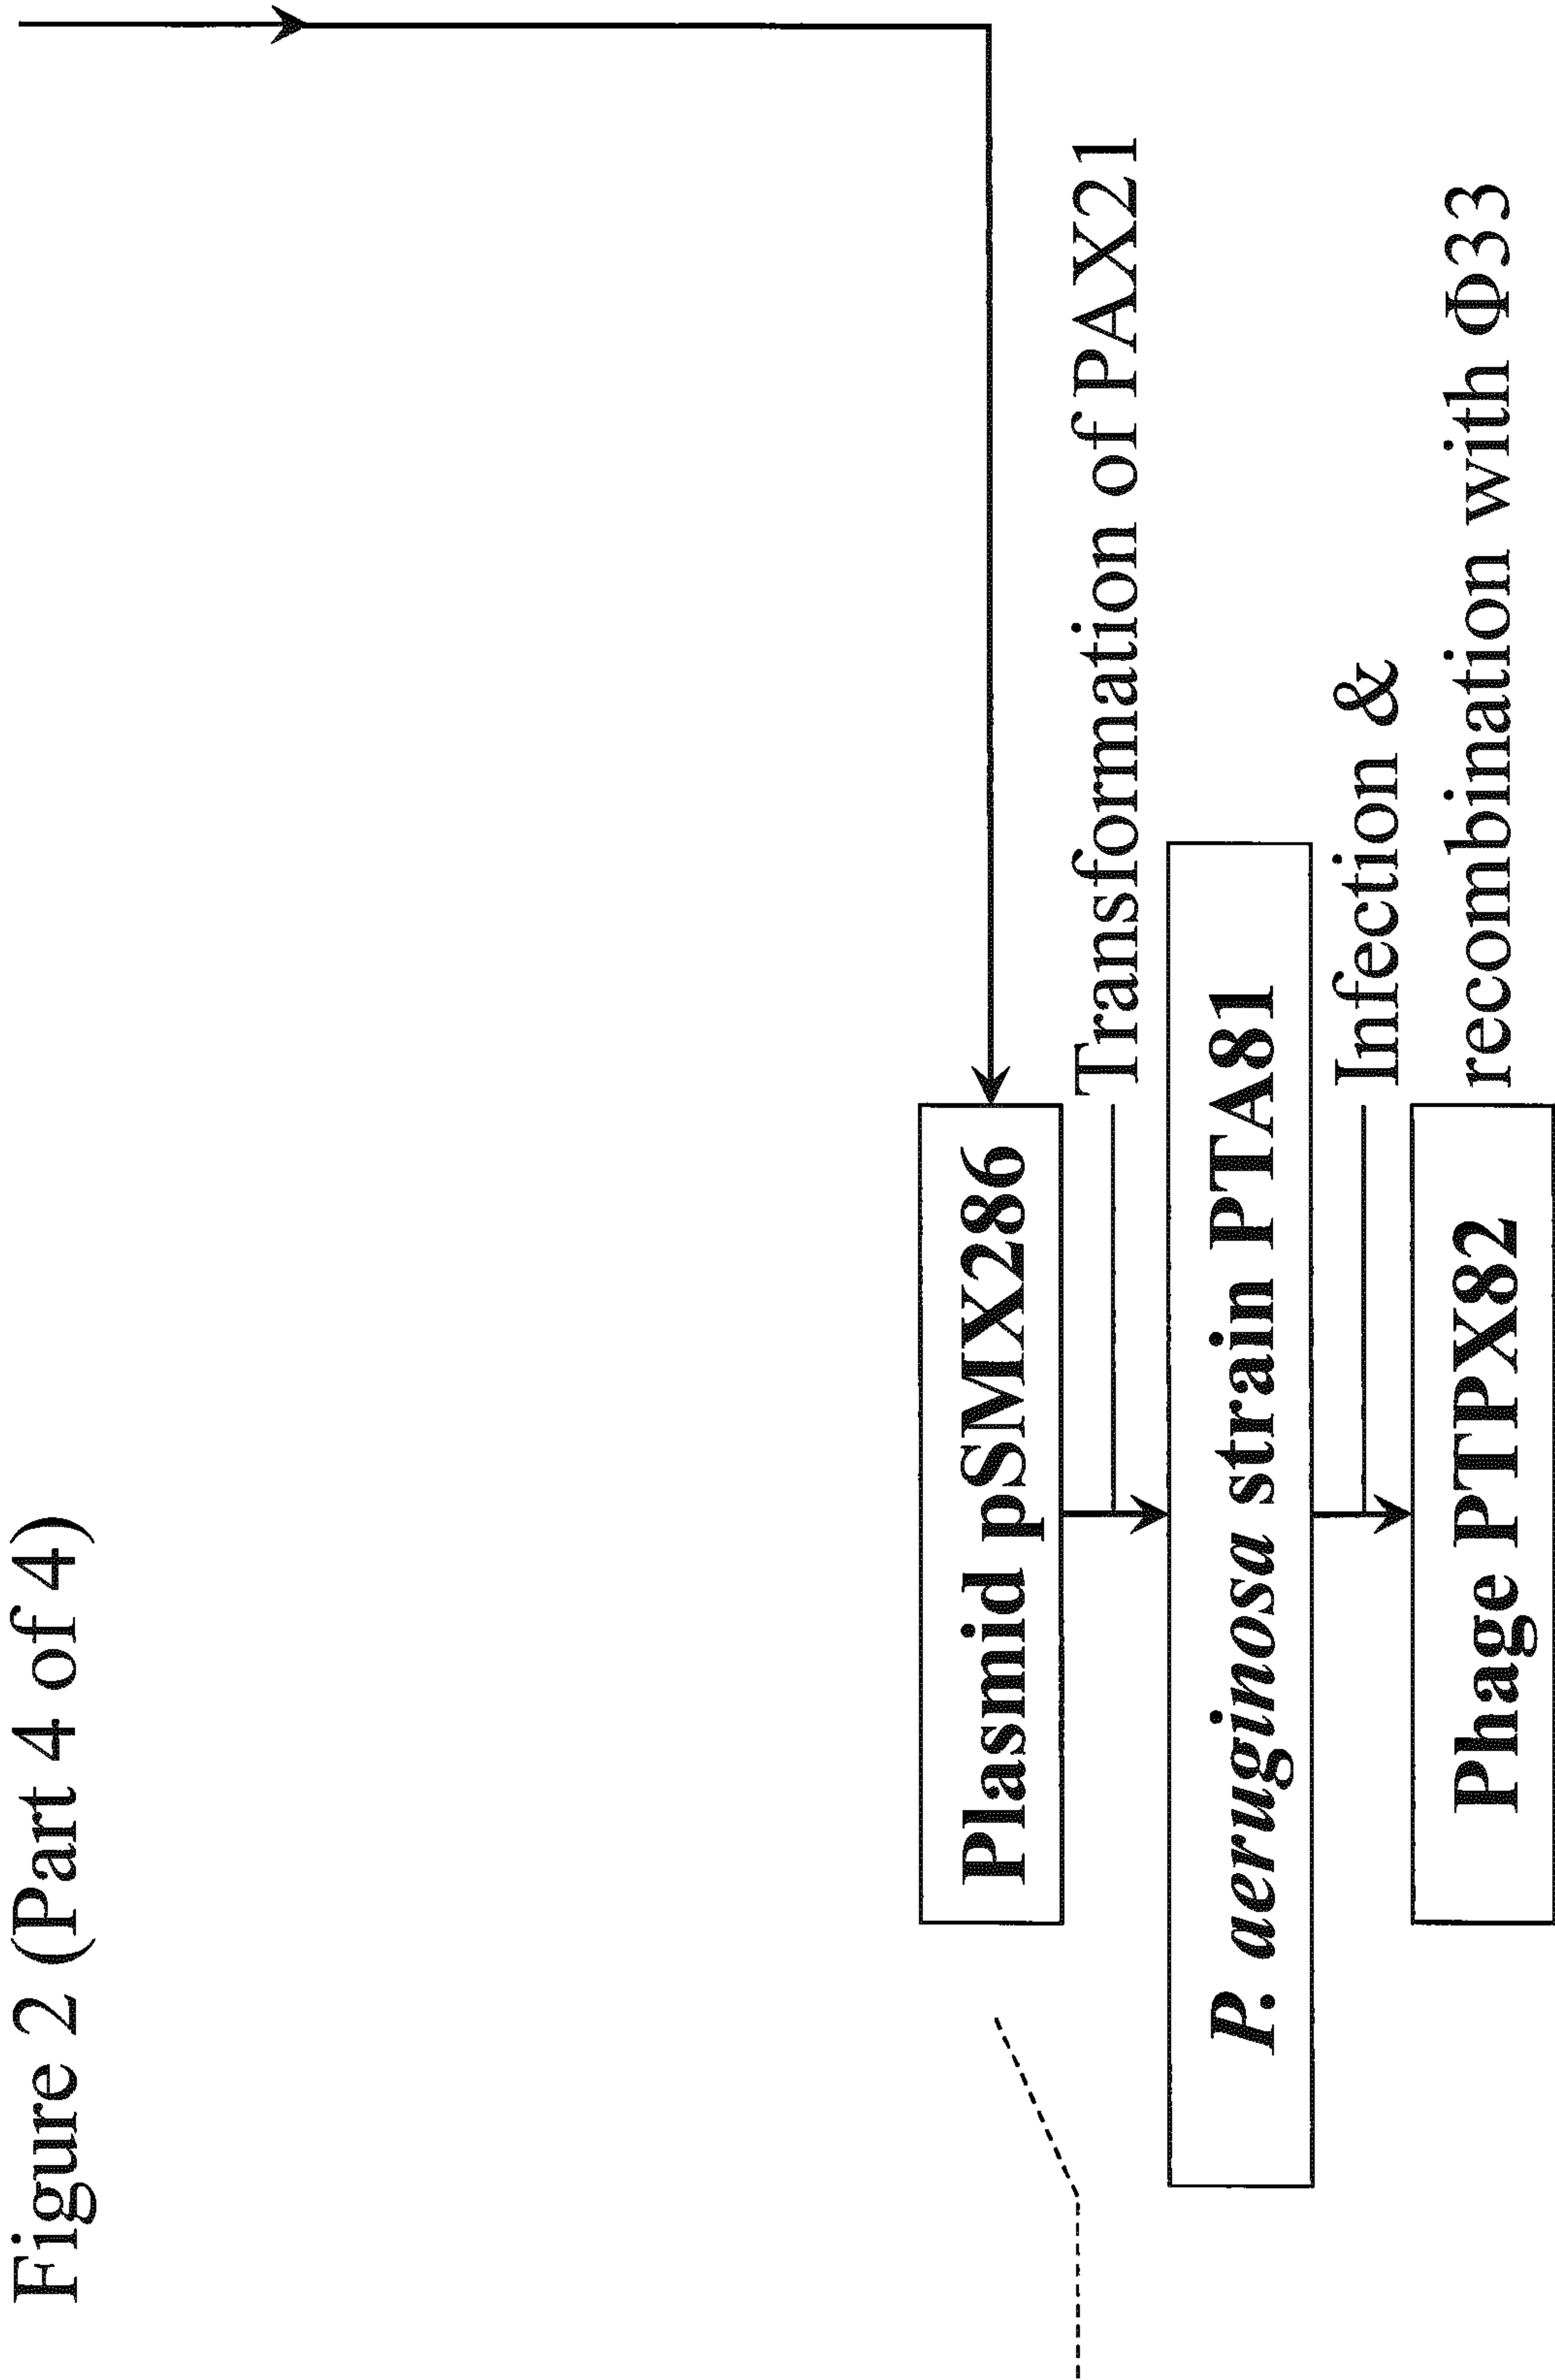 Figure 2 (Part 4 of 4)
Plasmid pSMX286
Transformation of PAX21
P. aeruginosa strain PTA81
Infection &
recombination with Φ33
Phage PTPX82